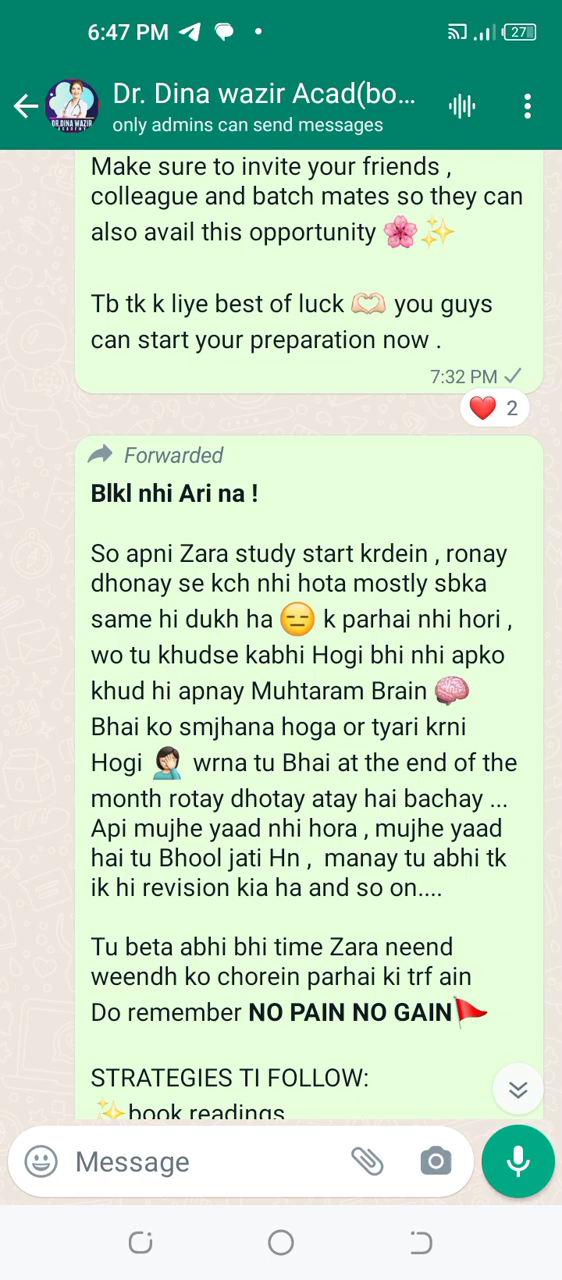 6:47 PM
27
Dr. Dina wazir Acad(bo...
only admins can send messages
DR.DINA WAZIR
Make sure to invite your friends ,
colleague and batch mates so they can
also avail this opportunity 🌸✨
Tb tk k liye best of luck 🫶🏻 you guys
can start your preparation now .
7:32 PM
❤️ 2
Forwarded
Blkl nhi Ari na !
So apni Zara study start krdein , ronay
dhonay se kch nhi hota mostly sbka
same hi dukh ha 😑 k parhai nhi hori ,
wo tu khudse kabhi Hogi bhi nhi apko
khud hi apnay Muhtaram Brain 🧠
Bhai ko smjhana hoga or tyari krni
Hogi 🤦🏻‍♀️ wrna tu Bhai at the end of the
month rotay dhotay atay hai bachay ...
Api mujhe yaad nhi hora , mujhe yaad
hai tu Bhool jati Hn , manay tu abhi tk
ik hi revision kia ha and so on....
Tu beta abhi bhi time Zara neend
weendh ko chorein parhai ki trf ain
Do remember NO PAIN NO GAIN🚩
STRATEGIES TI FOLLOW:
✨book readings
Message